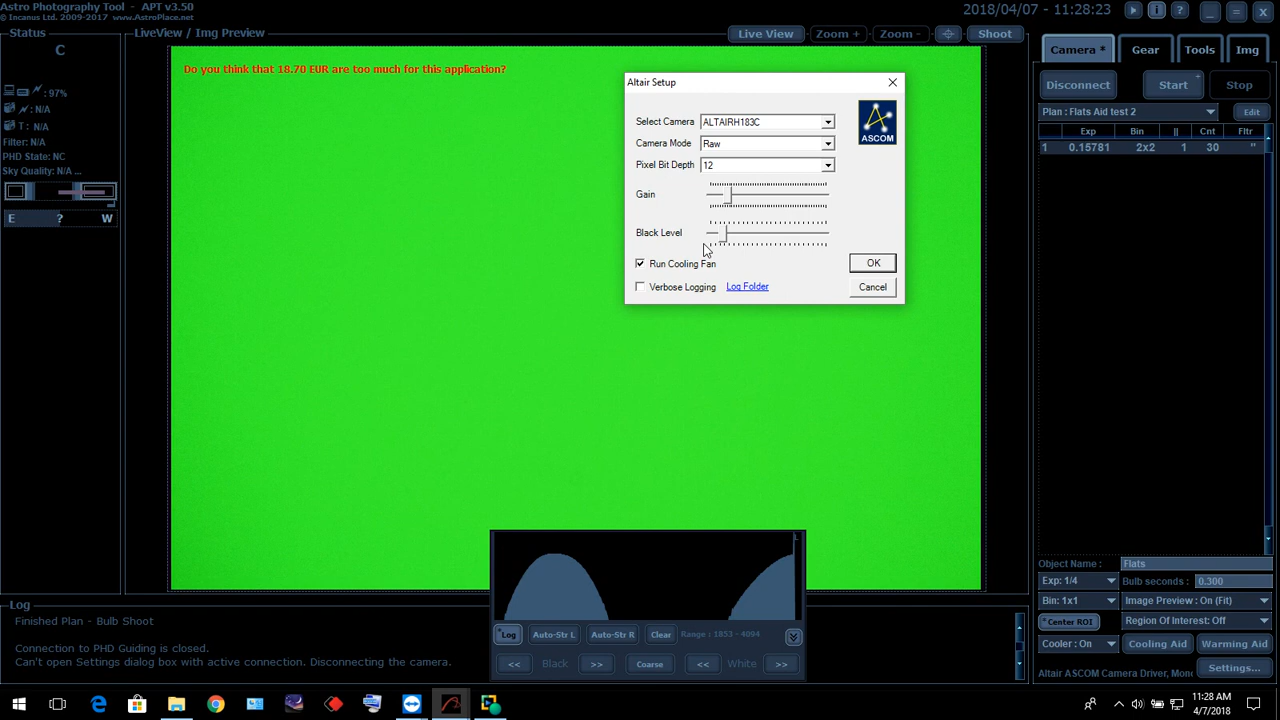 Astro Photography Tool - APT v3.50
© Incanus Ltd. 2009-2017 www.AstroPlace.net
2018/04/07 - 11:28:23
i
?
Status
C
: 97%
: N/A
T : N/A
Filter: N/A
PHD State: NC
Sky Quality: N/A ...
E ? W
LiveView / Img Preview
Live View
Zoom +
Zoom -
Shoot
Do you think that 18.70 EUR are too much for this application?
Altair Setup
Select Camera ALTAIRH183C
Camera Mode Raw
Pixel Bit Depth 12
Gain
Black Level
Run Cooling Fan
Verbose Logging Log Folder
ASCOM
OK
Cancel
L
Log
Auto-Str L
Auto-Str R
Clear
Range : 1853 - 4094
<< Black >>
Coarse
<< White >>
Camera *
Gear
Tools
Img
Disconnect
Start +
Stop
Plan : Flats Aid test 2
Edit
Exp Bin || Cnt Fltr
1 0.15781 2x2 1 30 "
Object Name : Flats
Exp: 1/4
Bulb seconds : 0.300
Bin: 1x1
Image Preview : On (Fit)
*Center ROI
Region Of Interest: Off
Cooler : On
Cooling Aid
Warming Aid
Altair ASCOM Camera Driver, Mono
Settings...
Log
Finished Plan - Bulb Shoot
Connection to PHD Guiding is closed.
Can't open Settings dialog box with active connection. Disconnecting the camera.
11:28 AM
4/7/2018